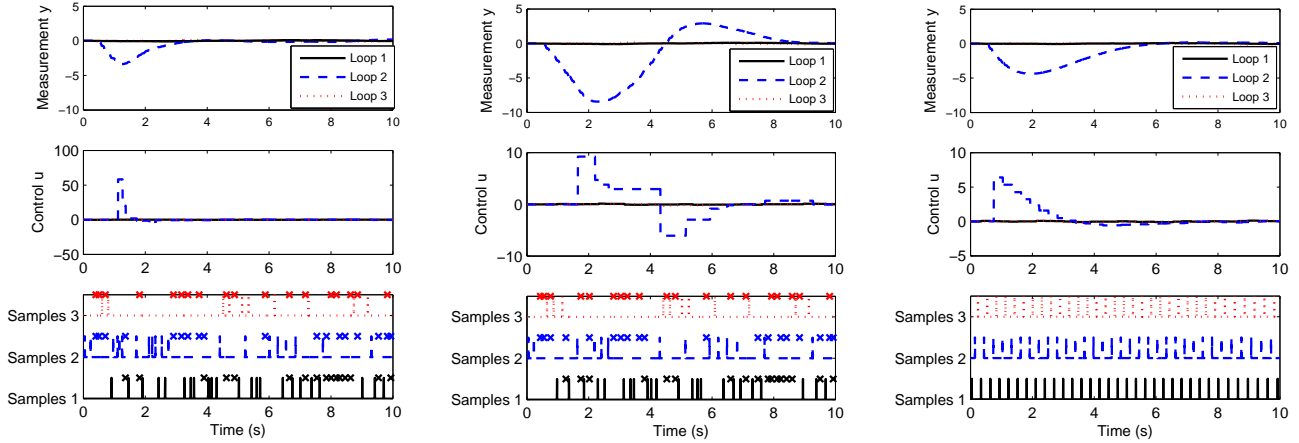 Measurement y
5
0
−5
−10
0 2 4 6 8 10
Loop 1
Loop 2
Loop 3
Control u
100
50
0
−50
0 2 4 6 8 10
Samples 3
Samples 2
Samples 1
0 2 4 6 8 10
Time (s)
Measurement y
5
0
−5
−10
0 2 4 6 8 10
Loop 1
Loop 2
Loop 3
Control u
10
0
−10
0 2 4 6 8 10
Samples 3
Samples 2
Samples 1
0 2 4 6 8 10
Time (s)
Measurement y
5
0
−5
−10
0 2 4 6 8 10
Loop 1
Loop 2
Loop 3
Control u
10
5
0
−5
0 2 4 6 8 10
Samples 3
Samples 2
Samples 1
0 2 4 6 8 10
Time (s)